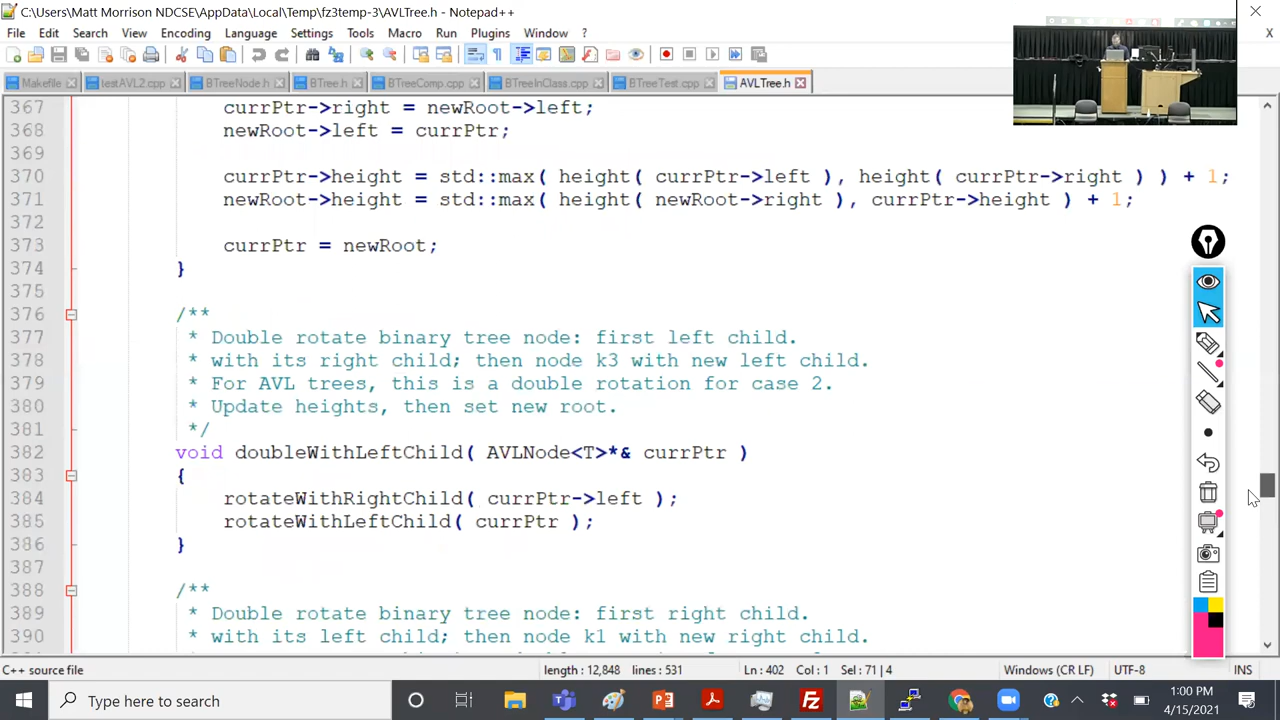 C:\Users\Matt Morrison NDCSE\AppData\Local\Temp\fz3temp-3\AVLTree.h - Notepad++
File Edit Search View Encoding Language Settings Tools Macro Run Plugins Window ? X
Makefile testAVL2.cpp BTreeNode.h BTree.h BTreeComp.cpp BTreeInClass.cpp BTreeTest.cpp AVLTree.h
367 currPtr->right = newRoot->left;
368 newRoot->left = currPtr;
369
370 currPtr->height = std::max( height( currPtr->left ), height( currPtr->right ) ) + 1;
371 newRoot->height = std::max( height( newRoot->right ), currPtr->height ) + 1;
372
373 currPtr = newRoot;
374 }
375
376 /**
377 * Double rotate binary tree node: first left child.
378 * with its right child; then node k3 with new left child.
379 * For AVL trees, this is a double rotation for case 2.
380 * Update heights, then set new root.
381 */
382 void doubleWithLeftChild( AVLNode<T>*& currPtr )
383 {
384 rotateWithRightChild( currPtr->left );
385 rotateWithLeftChild( currPtr );
386 }
387
388 /**
389 * Double rotate binary tree node: first right child.
390 * with its left child; then node k1 with new right child.
C++ source file length : 12,848 lines : 531 Ln : 402 Col : 1 Sel : 71 | 4 Windows (CR LF) UTF-8 INS
Type here to search
1:00 PM
4/15/2021